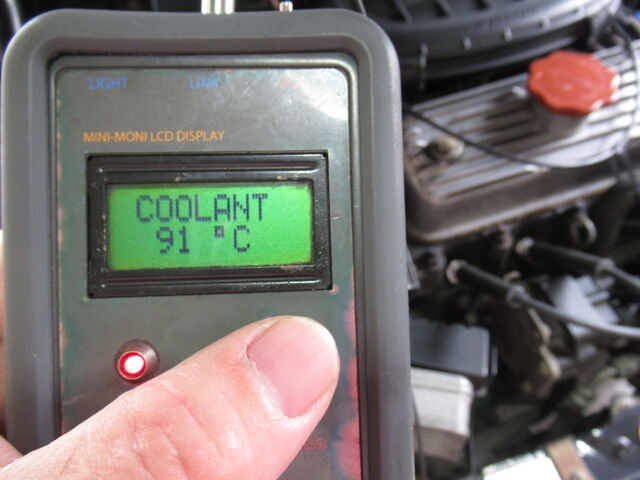 LIGHT LINK
MINI-MONI LCD DISPLAY
COOLANT
91 °C